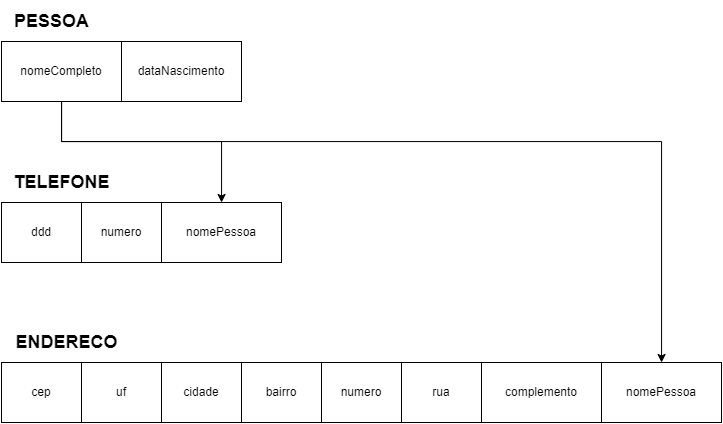 PESSOA
nomeCompleto dataNascimento
TELEFONE
ddd numero nomePessoa
ENDERECO
cep uf cidade bairro numero rua complemento nomePessoa